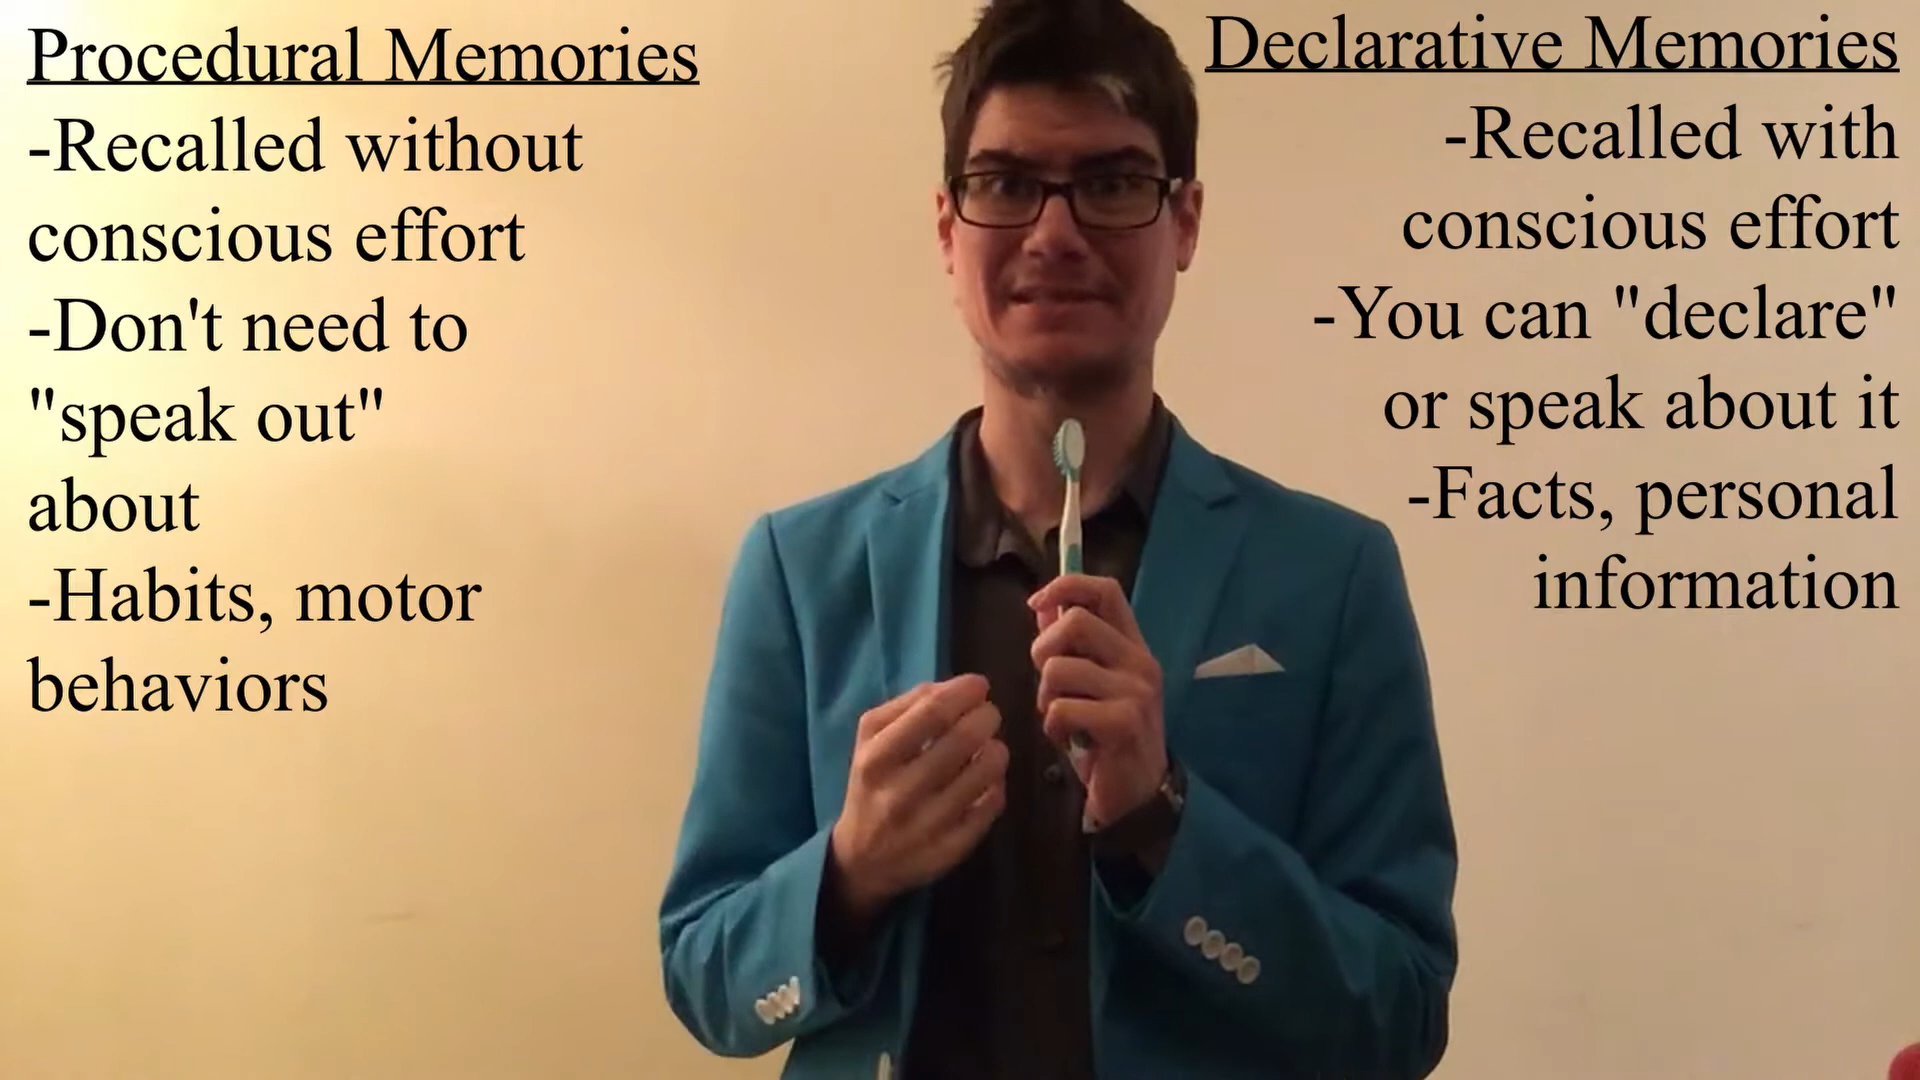 Procedural Memories
-Recalled without
conscious effort
-Don't need to
"speak out"
about
-Habits, motor
behaviors
Declarative Memories
-Recalled with
conscious effort
-You can "declare"
or speak about it
-Facts, personal
information